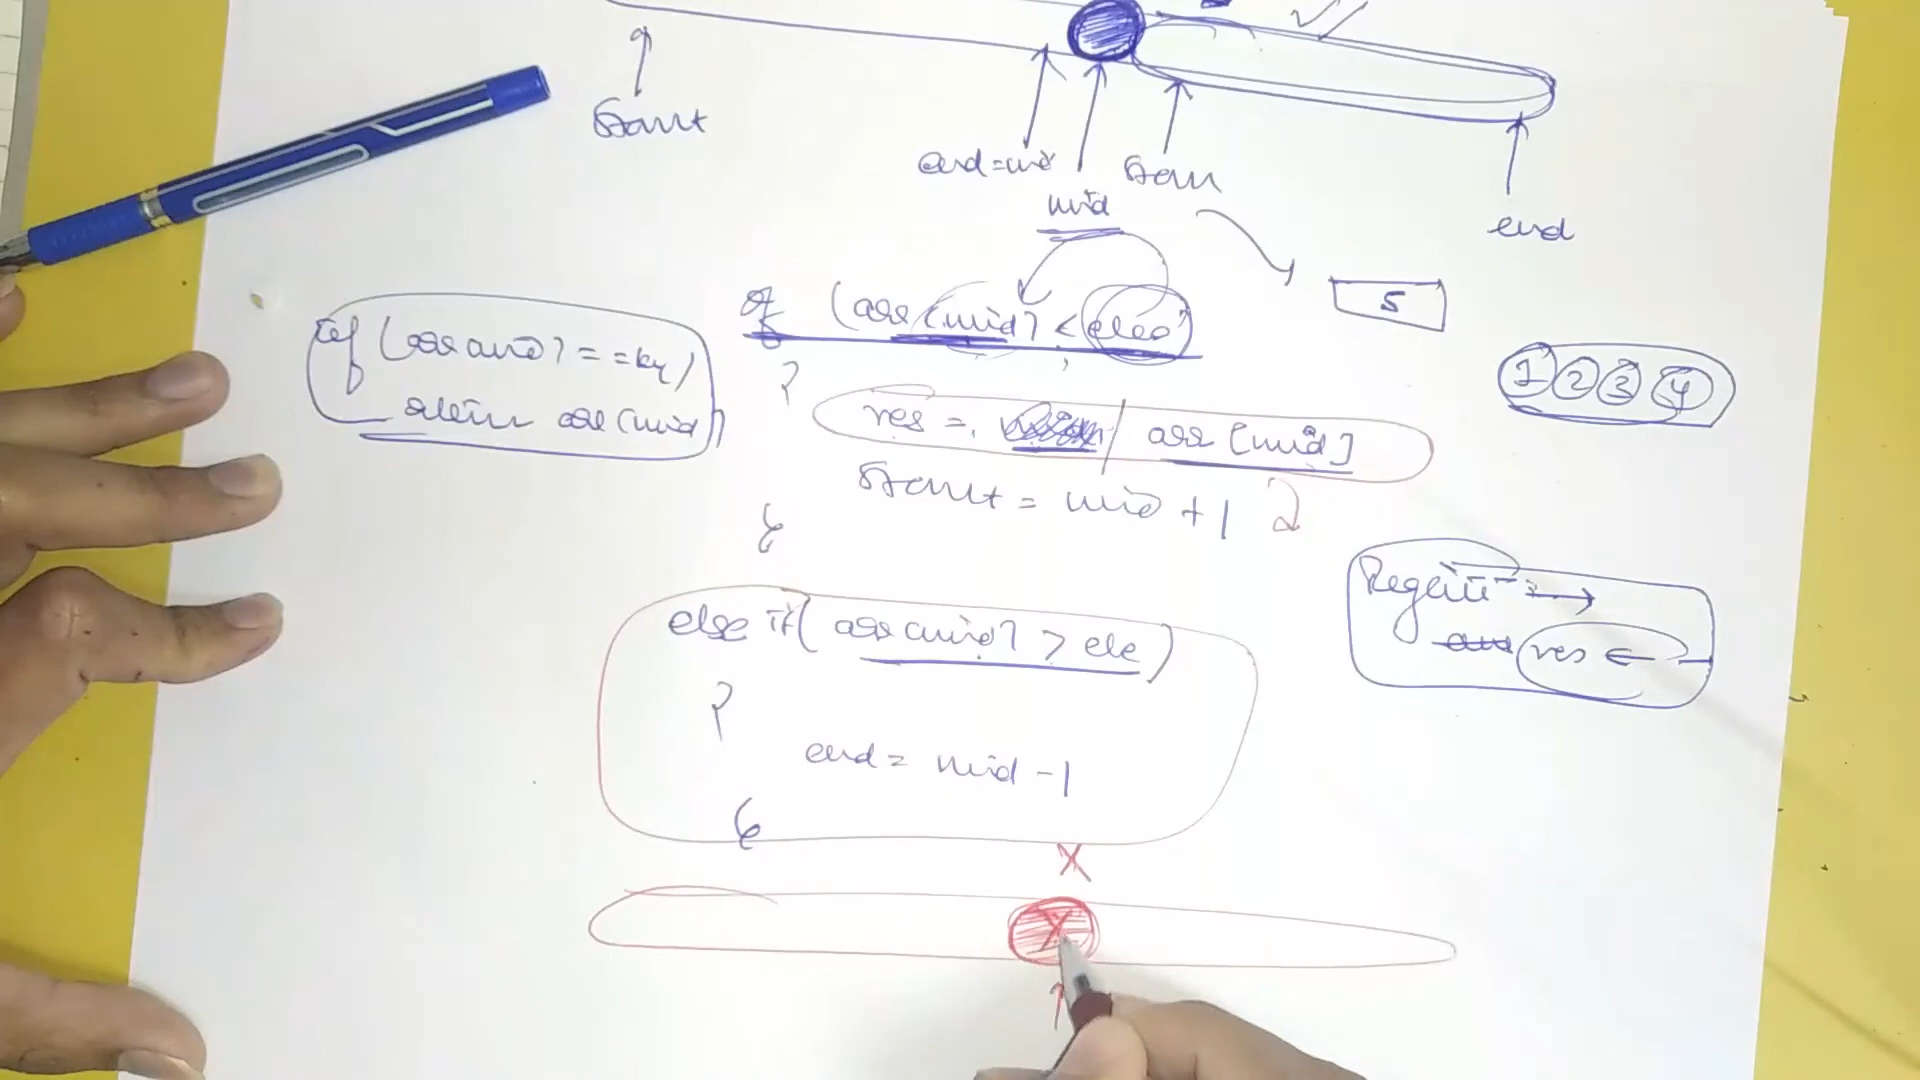 start
end=mid
start
mid
end
if (arr[mid] < ele)
{
5
1 2 3 4
if (arr[mid] == key)
return arr[mid]
res = arr[mid]
start = mid + 1
}
else if( arr[mid] > ele )
{
end = mid - 1
}
→
res ←
X
X